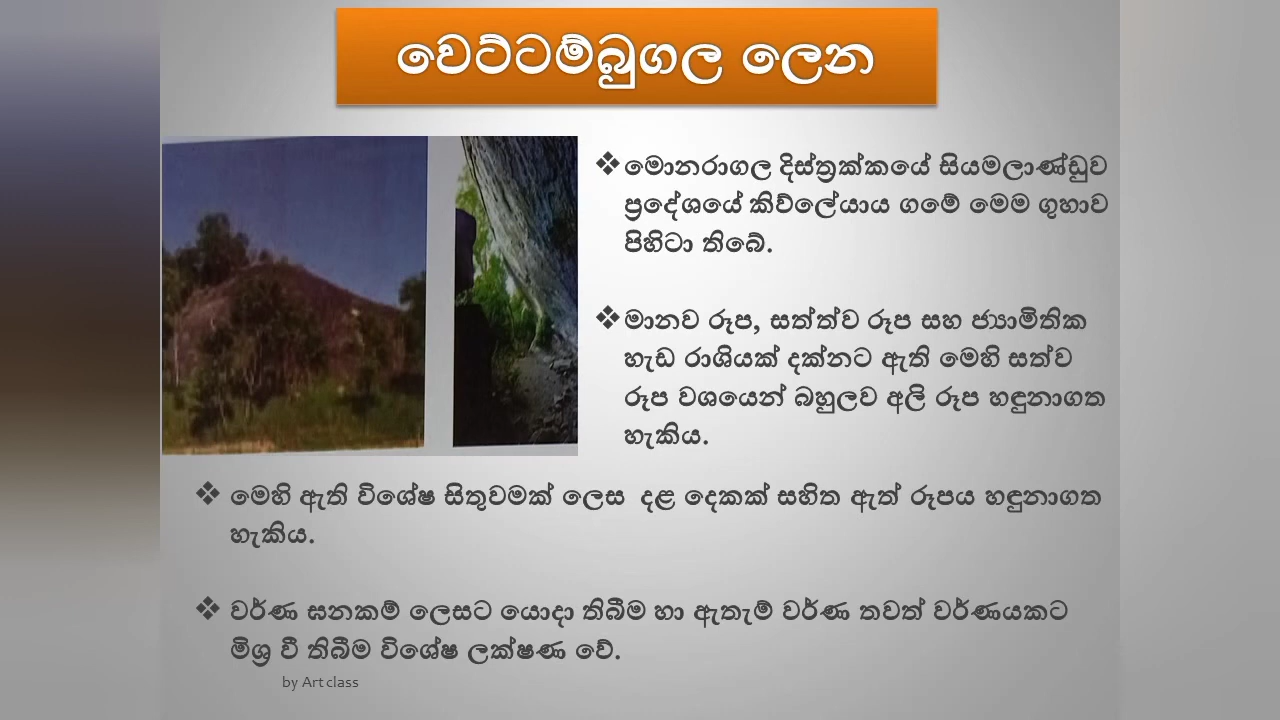 වෙට්ටම්බුගල ලෙන
❖මොනරාගල දිස්ත්‍රක්කයේ සියමලාණ්ඩුව
ප්‍රදේශයේ කිව්ලේයාය ගමේ මෙම ගුහාව
පිහිටා තිබේ.
❖මානව රූප, සත්ත්ව රූප සහ ජ්‍යාමිතික
හැඩ රාශියක් දක්නට ඇති මෙහි සත්ව
රූප වශයෙන් බහුලව අලි රූප හඳුනාගත
හැකිය.
❖ මෙහි ඇති විශේෂ සිතුවමක් ලෙස දළ දෙකක් සහිත ඇත් රූපය හඳුනාගත
හැකිය.
❖ වර්ණ ඝනකම් ලෙසට යොදා තිබීම හා ඇතැම් වර්ණ තවත් වර්ණයකට
මිශ්‍ර වී තිබීම විශේෂ ලක්ෂණ වේ.
by Art class